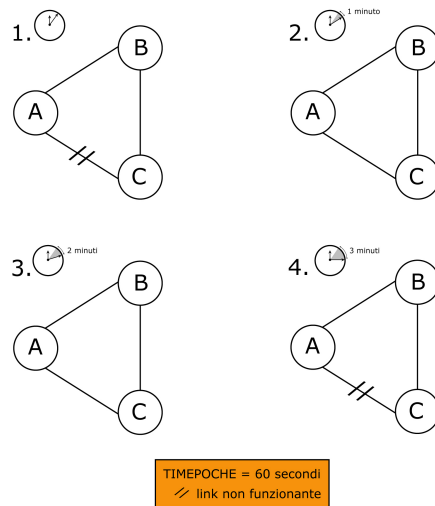 1.
B
A
C
2.
1 minuto
B
A
C
3.
2 minuti
B
A
C
4.
3 minuti
B
A
C
TIMEPOCHE = 60 secondi
// link non funzionante